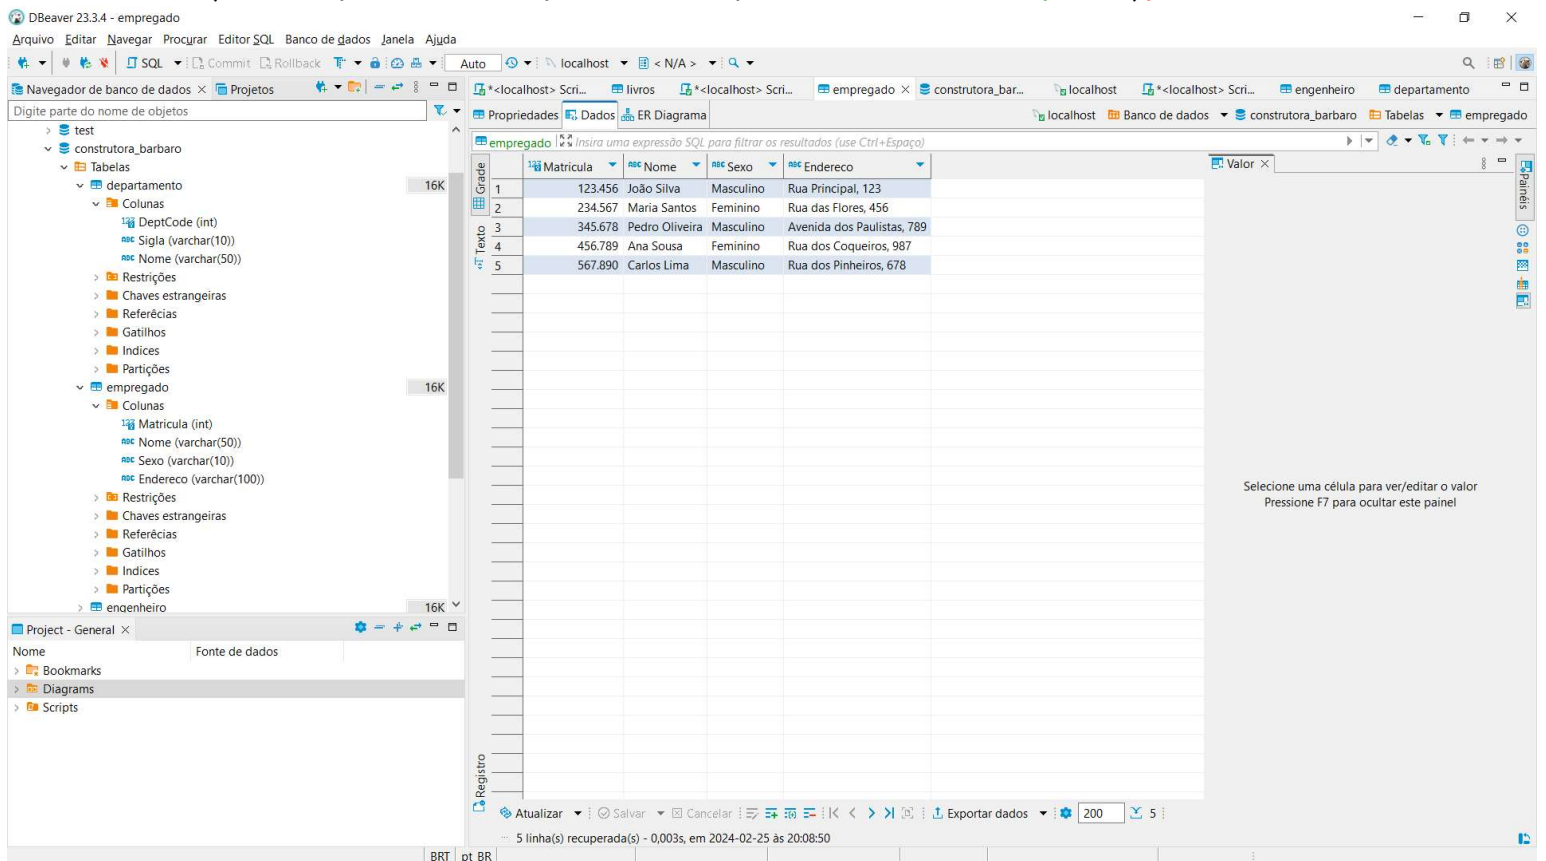 DBeaver 23.3.4 - empregado
Arquivo Editar Navegar Procurar Editor SQL Banco de dados Janela Ajuda
SQL Commit Rollback Auto localhost < N/A >
Navegador de banco de dados Projetos
Digite parte do nome de objetos
test
construtora_barbaro
Tabelas
departamento 16K
Colunas
DeptCode (int)
Sigla (varchar(10))
Nome (varchar(50))
Restrições
Chaves estrangeiras
Referêcias
Gatilhos
Indices
Partições
empregado 16K
Colunas
Matricula (int)
Nome (varchar(50))
Sexo (varchar(10))
Endereco (varchar(100))
Restrições
Chaves estrangeiras
Referêcias
Gatilhos
Indices
Partições
engenheiro 16K
Project - General
Nome Fonte de dados
Bookmarks
Diagrams
Scripts
*<localhost> Scri... livros *<localhost> Scri... empregado construtora_bar... localhost *<localhost> Scri... engenheiro departamento
Propriedades Dados ER Diagrama localhost Banco de dados construtora_barbaro Tabelas empregado
empregado Insira uma expressão SQL para filtrar os resultados (use Ctrl+Espaço)
Grade
Texto
Registro
123 Matricula ABC Nome ABC Sexo ABC Endereco
1 123.456 João Silva Masculino Rua Principal, 123
2 234.567 Maria Santos Feminino Rua das Flores, 456
3 345.678 Pedro Oliveira Masculino Avenida dos Paulistas, 789
4 456.789 Ana Sousa Feminino Rua dos Coqueiros, 987
5 567.890 Carlos Lima Masculino Rua dos Pinheiros, 678
Valor
Painéis
Selecione uma célula para ver/editar o valor
Pressione F7 para ocultar este painel
Atualizar Salvar Cancelar Exportar dados 200 5
5 linha(s) recuperada(s) - 0,003s, em 2024-02-25 às 20:08:50
BRT pt_BR